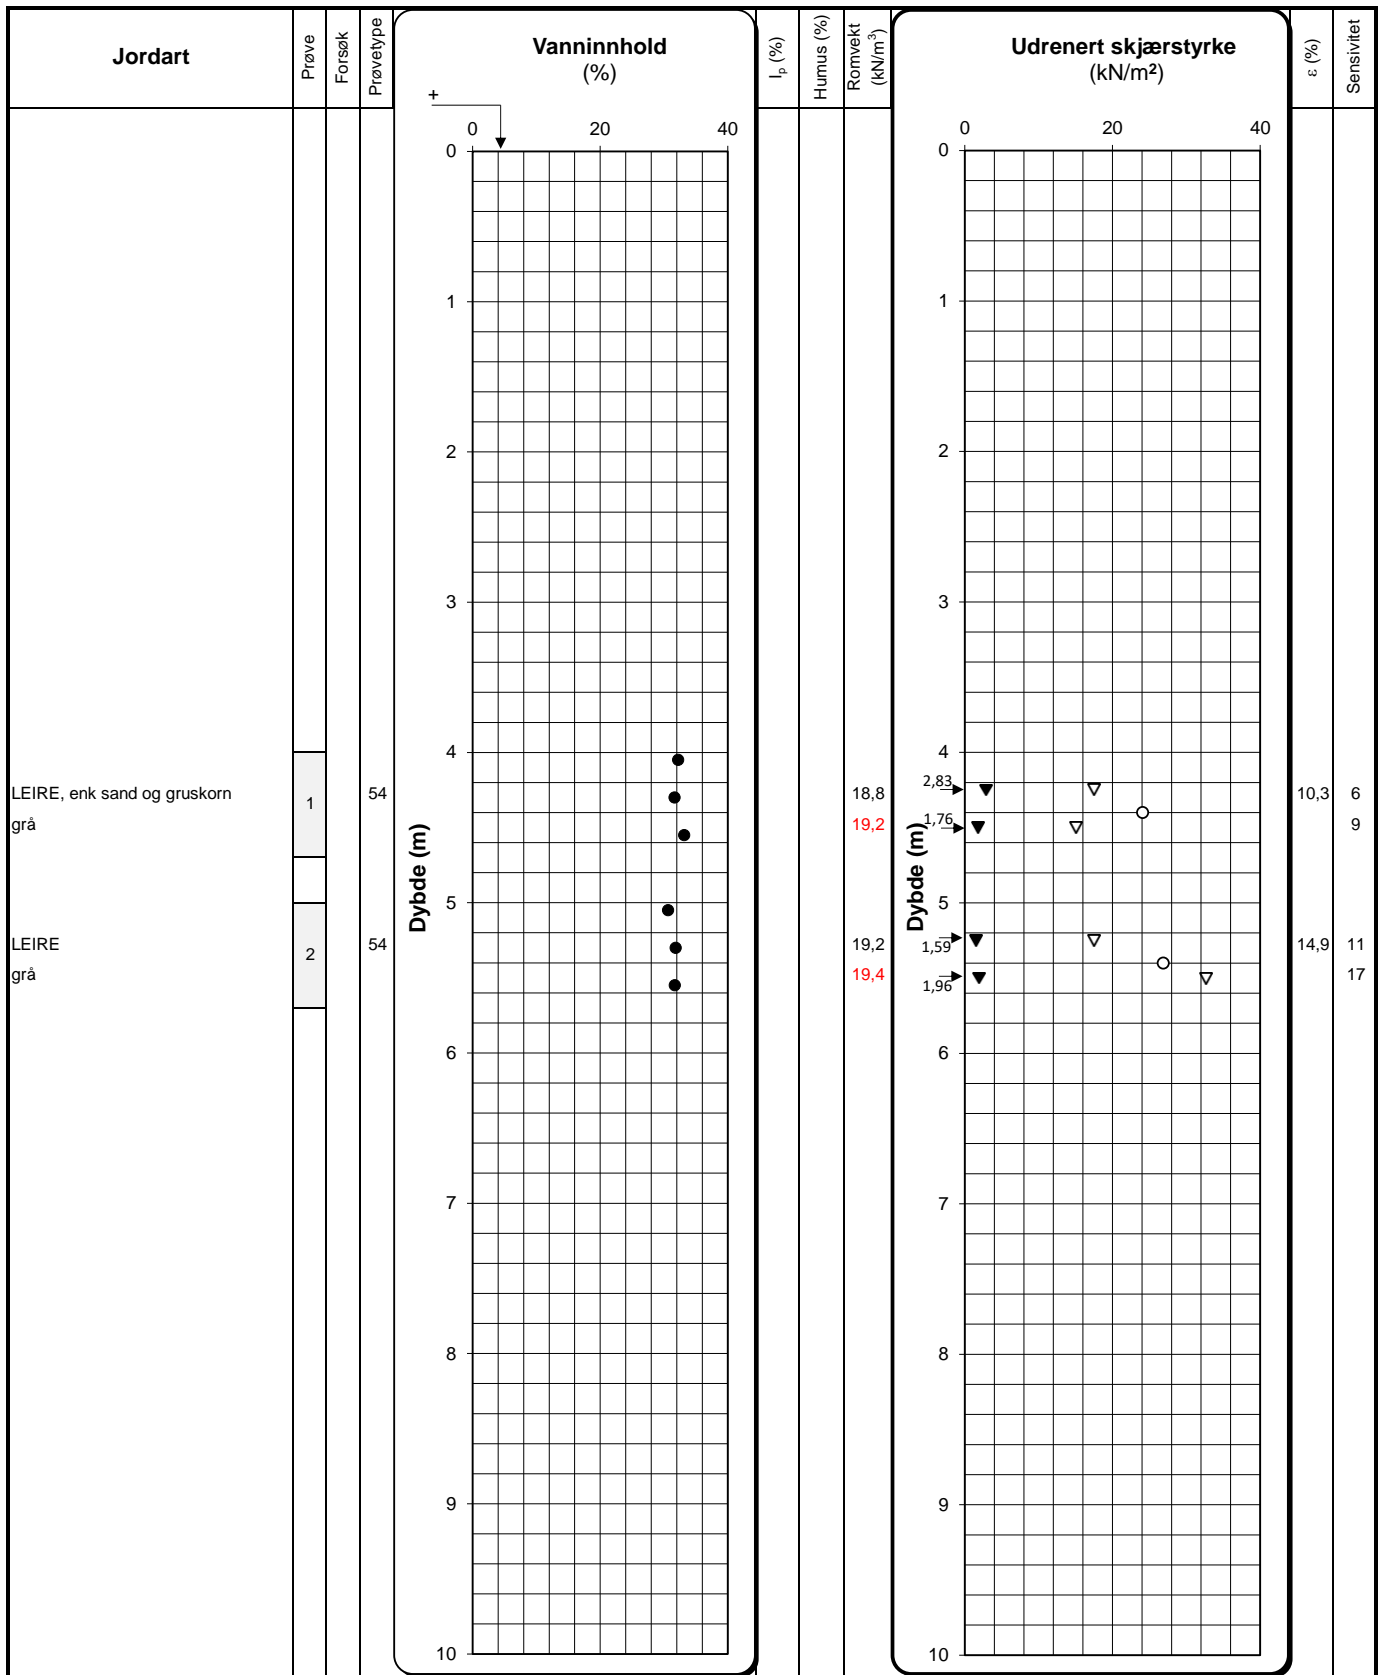 Jordart
Prøve
Forsøk
Prøvetype
Vanninnhold
(%)
+
Ip (%)
Humus (%)
Romvekt
(kN/m³)
Udrenert skjærstyrke
(kN/m²)
ε (%)
Sensivitet
0 20 40
0 20 40
0 0
1 1
2 2
3 3
4 4
LEIRE, enk sand og gruskorn 1 54 18,8 2,83 10,3 6
grå 19,2 1,76 9
Dybde (m) Dybde (m)
5 5
LEIRE 2 54 19,2 1,59 14,9 11
grå 19,4 1,96 17
6 6
7 7
8 8
9 9
10 10